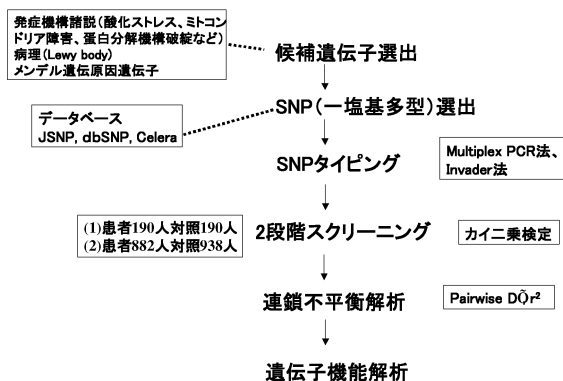 発症機構諸説(酸化ストレス、ミトコン
ドリア障害、蛋白分解機構破綻など)
病理(Lewy body)
メンデル遺伝原因遺伝子
候補遺伝子選出
SNP(一塩基多型)選出
データベース
JSNP, dbSNP, Celera
SNPタイピング
Multiplex PCR法、
Invader法
(1)患者190人対照190人
(2)患者882人対照938人
2段階スクリーニング
カイ二乗検定
連鎖不平衡解析
Pairwise DÕr²
遺伝子機能解析